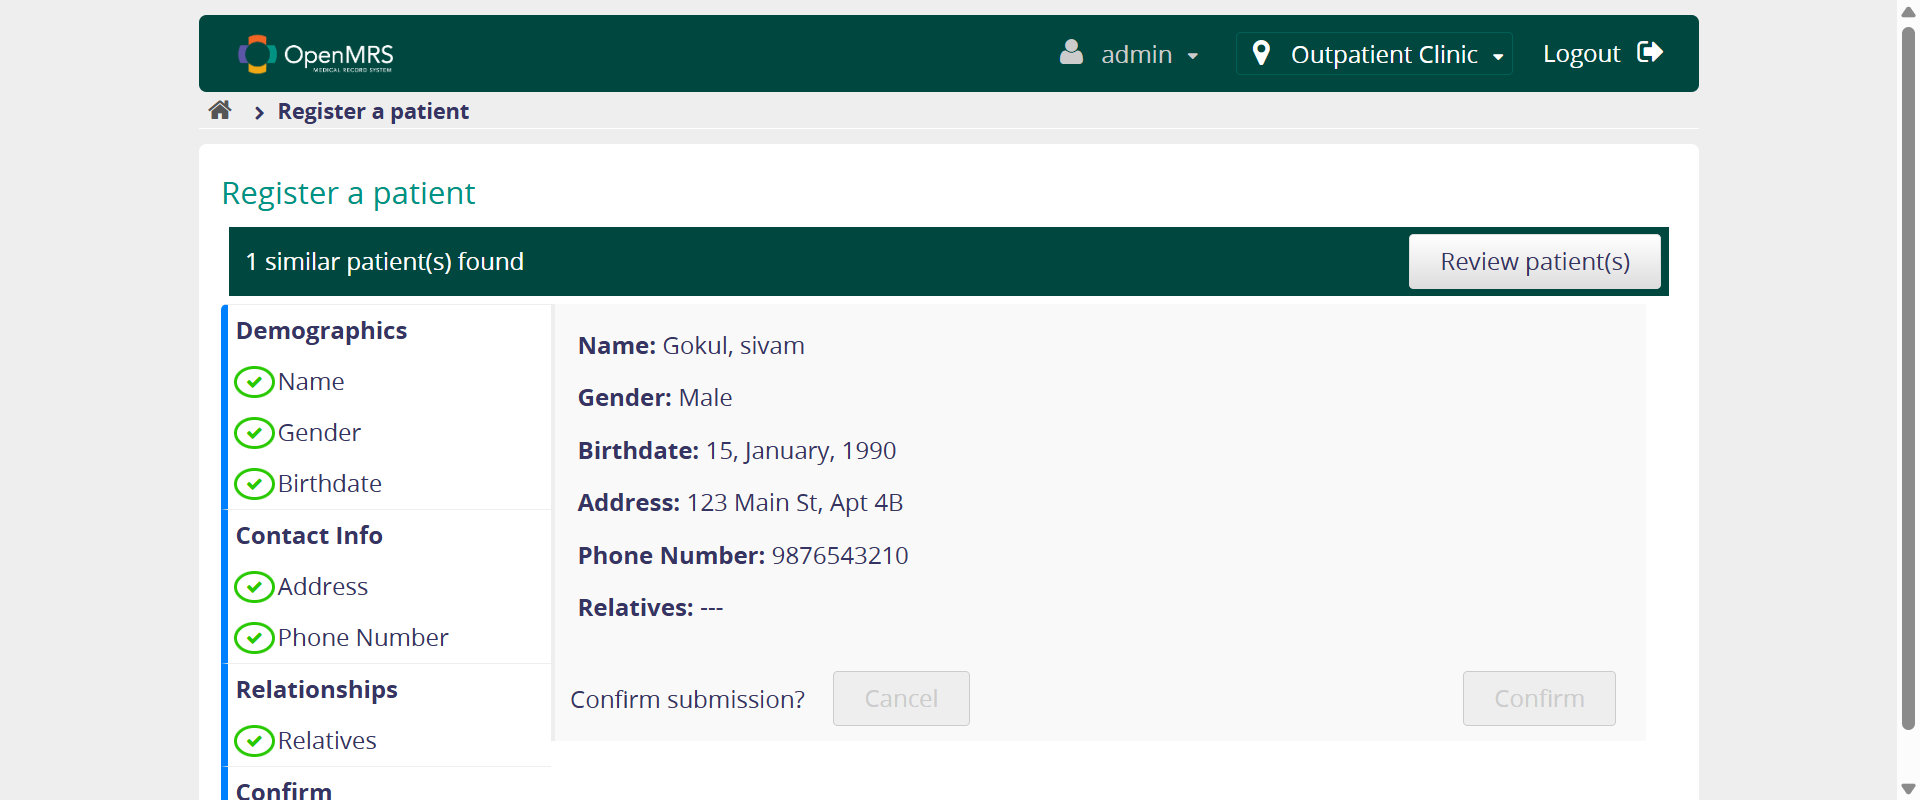 OpenMRS
MEDICAL RECORD SYSTEM
admin
Outpatient Clinic
Logout
Register a patient
Register a patient
1 similar patient(s) found
Review patient(s)
Demographics
Name
Gender
Birthdate
Contact Info
Address
Phone Number
Relationships
Relatives
Confirm
Name: Gokul, sivam
Gender: Male
Birthdate: 15, January, 1990
Address: 123 Main St, Apt 4B
Phone Number: 9876543210
Relatives: ---
Confirm submission?
Cancel
Confirm